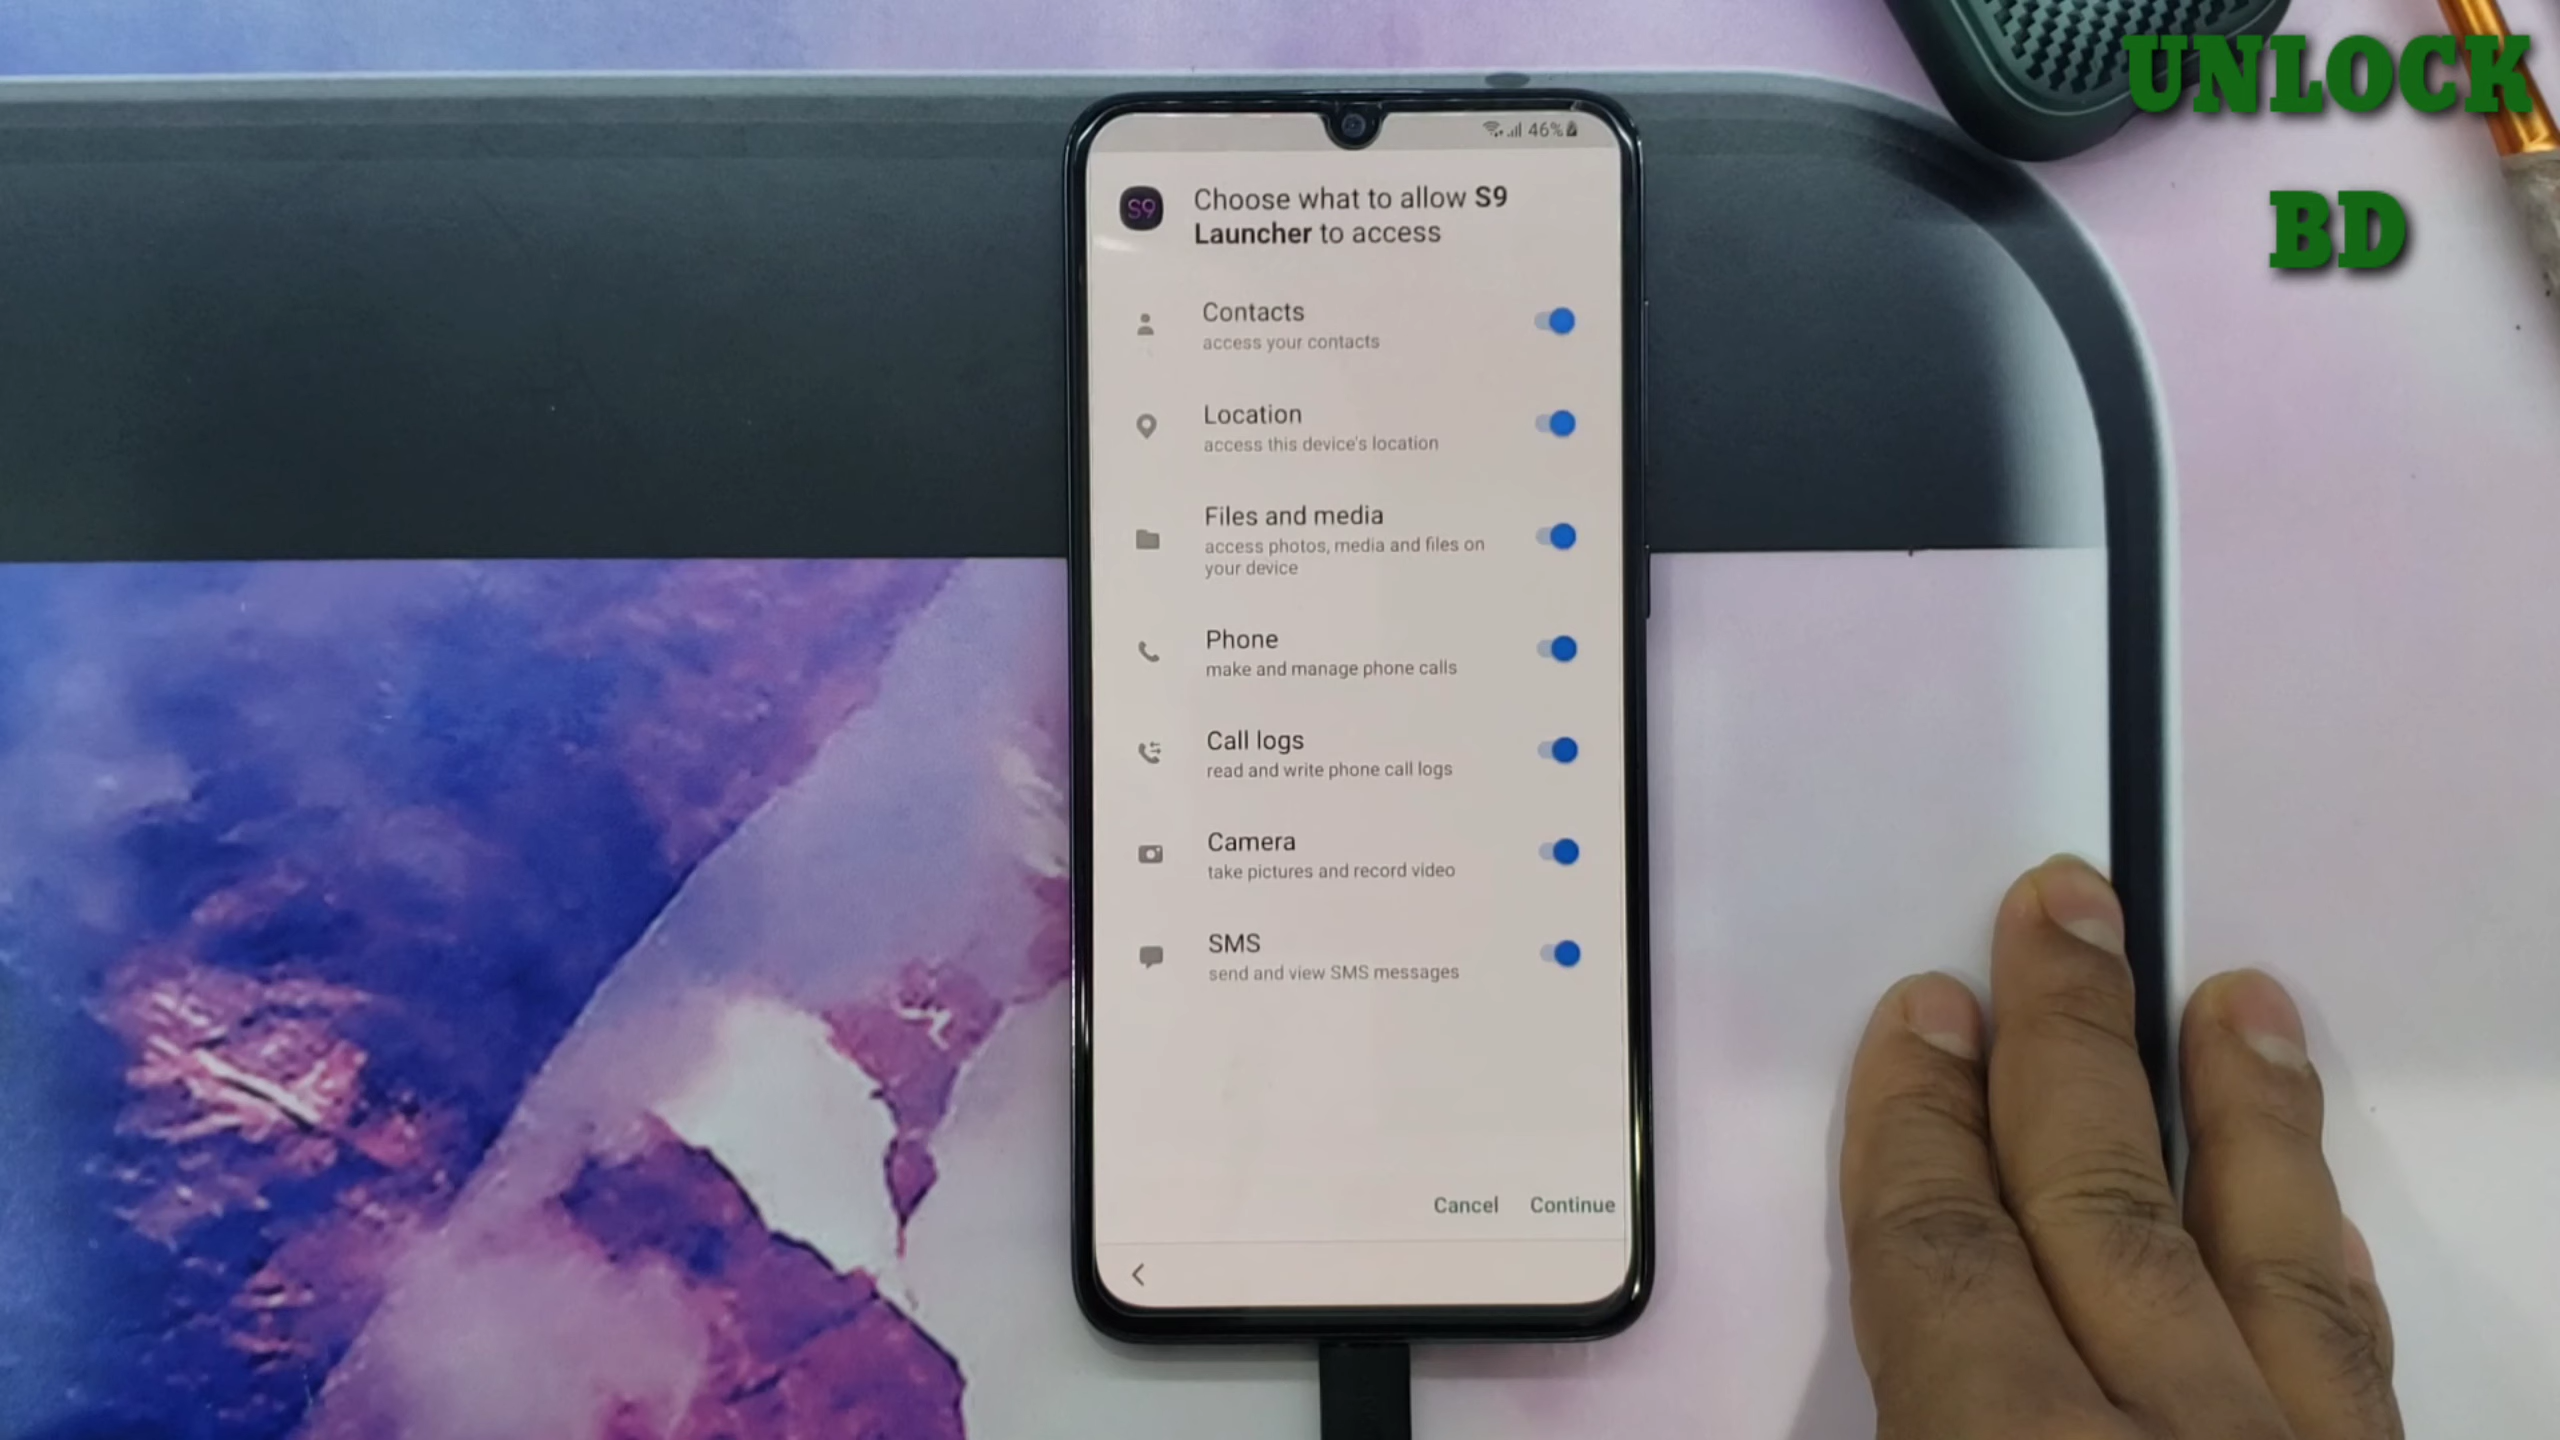 UNLOCK
BD
46%
S9
Choose what to allow S9
Launcher to access
Contacts
access your contacts
Location
access this device's location
Files and media
access photos, media and files on
your device
Phone
make and manage phone calls
Call logs
read and write phone call logs
Camera
take pictures and record video
SMS
send and view SMS messages
Cancel Continue